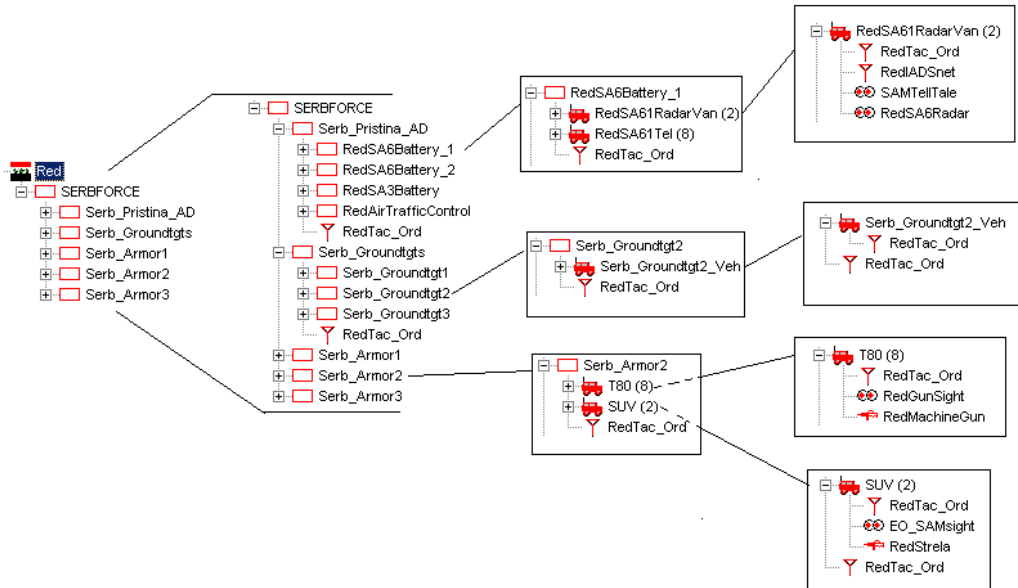 Red
SERBFORCE
Serb_Pristina_AD
Serb_Groundtgts
Serb_Armor1
Serb_Armor2
Serb_Armor3
SERBFORCE
Serb_Pristina_AD
RedSA6Battery_1
RedSA6Battery_2
RedSA3Battery
RedAirTrafficControl
RedTac_Ord
Serb_Groundtgts
Serb_Groundtgt1
Serb_Groundtgt2
Serb_Groundtgt3
RedTac_Ord
Serb_Armor1
Serb_Armor2
Serb_Armor3
RedSA6Battery_1
RedSA61RadarVan (2)
RedSA61Tel (8)
RedTac_Ord
Serb_Groundtgt2
Serb_Groundtgt2_Veh
RedTac_Ord
Serb_Armor2
T80 (8)
SUV (2)
RedTac_Ord
RedSA61RadarVan (2)
RedTac_Ord
RedIADSnet
SAMTellTale
RedSA6Radar
Serb_Groundtgt2_Veh
RedTac_Ord
RedTac_Ord
T80 (8)
RedTac_Ord
RedGunSight
RedMachineGun
SUV (2)
RedTac_Ord
EO_SAMsight
RedStrela
RedTac_Ord